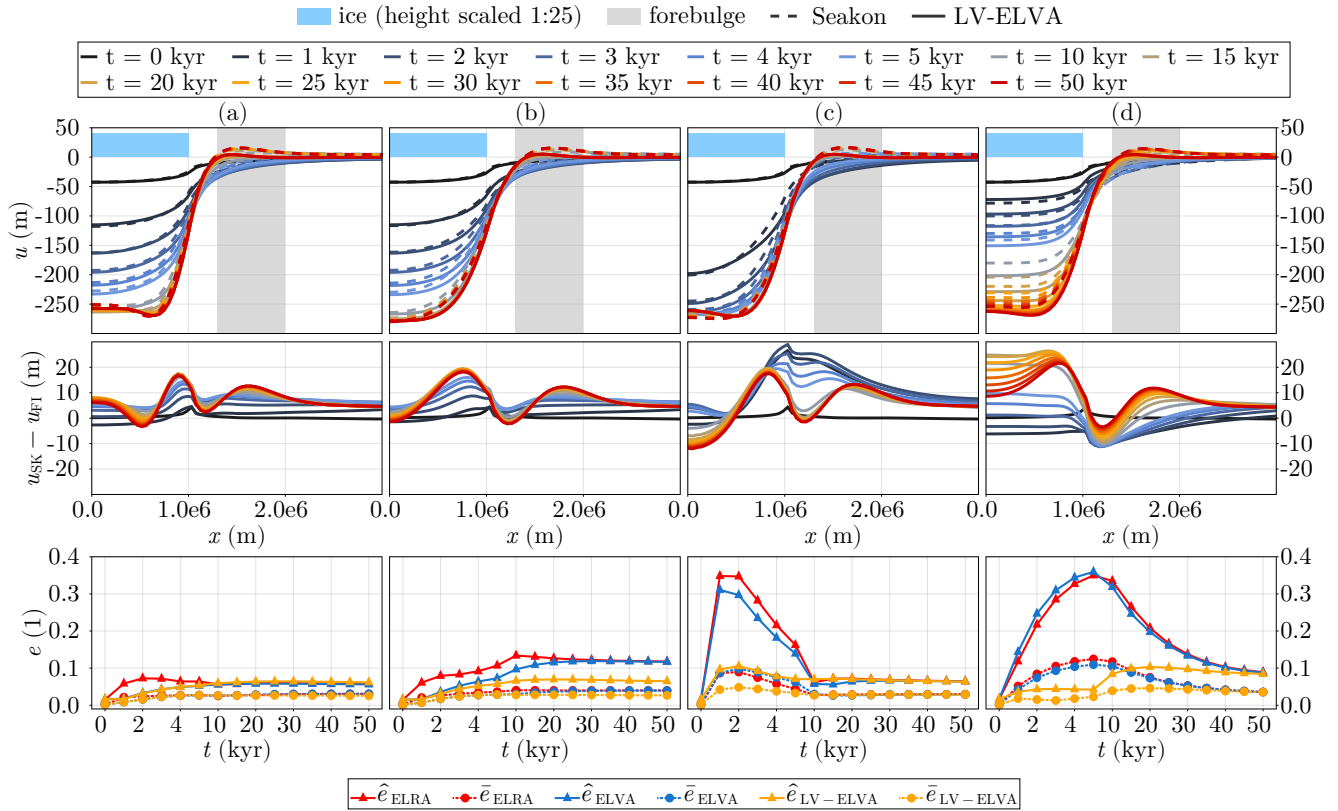 ice (height scaled 1:25) forebulge Seakon LV-ELVA
t = 0 kyr t = 1 kyr t = 2 kyr t = 3 kyr t = 4 kyr t = 5 kyr t = 10 kyr t = 15 kyr
t = 20 kyr t = 25 kyr t = 30 kyr t = 35 kyr t = 40 kyr t = 45 kyr t = 50 kyr
(a) (b) (c) (d)
50 50
0 0
-50 -50
-100 -100
-150 -150
-200 -200
-250 -250
u (m)
20 20
10 10
0 0
-10 -10
-20 -20
u_SK − u_FI (m)
0.0 1.0e6 2.0e6 0.0 1.0e6 2.0e6 0.0 1.0e6 2.0e6 0.0 1.0e6 2.0e6
x (m) x (m) x (m) x (m)
0.4 0.4
0.3 0.3
0.2 0.2
0.1 0.1
0.0 0.0
e (1)
0 2 4 10 20 30 40 50 0 2 4 10 20 30 40 50 0 2 4 10 20 30 40 50 0 2 4 10 20 30 40 50
t (kyr) t (kyr) t (kyr) t (kyr)
ê_ELRA ē_ELRA ê_ELVA ē_ELVA ê_LV−ELVA ē_LV−ELVA